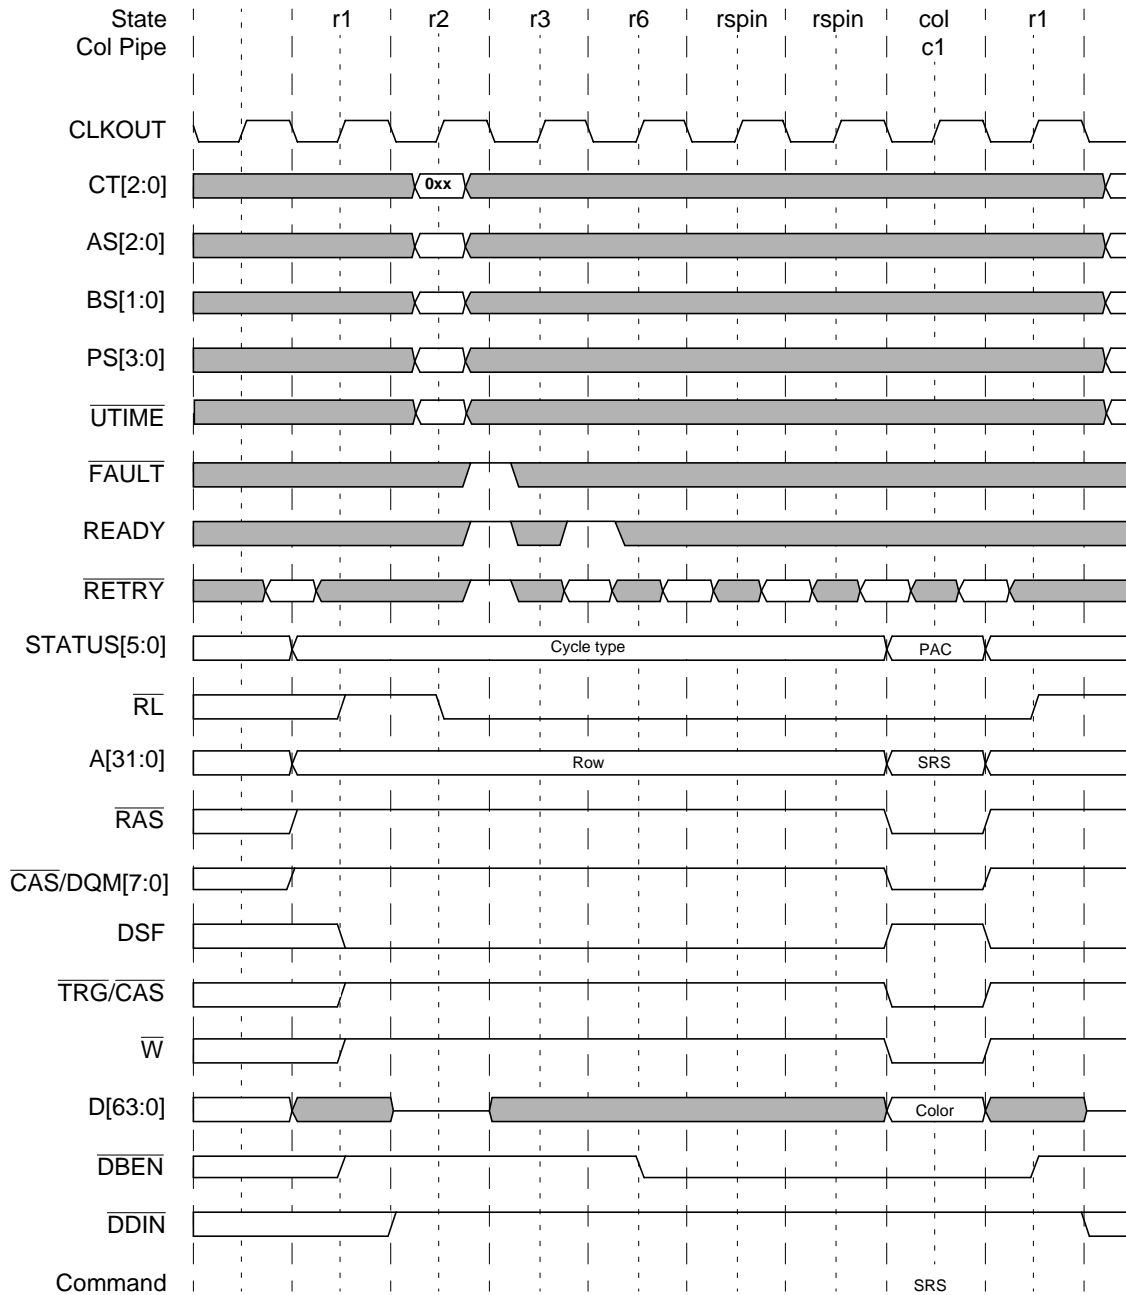 State r1 r2 r3 r6 rspin rspin col r1
Col Pipe c1
CLKOUT
CT[2:0] 0xx
AS[2:0]
BS[1:0]
PS[3:0]
UTIME
FAULT
READY
RETRY
STATUS[5:0] Cycle type PAC
RL
A[31:0] Row SRS
RAS
CAS/DQM[7:0]
DSF
TRG/CAS
W
D[63:0] Color
DBEN
DDIN
Command SRS